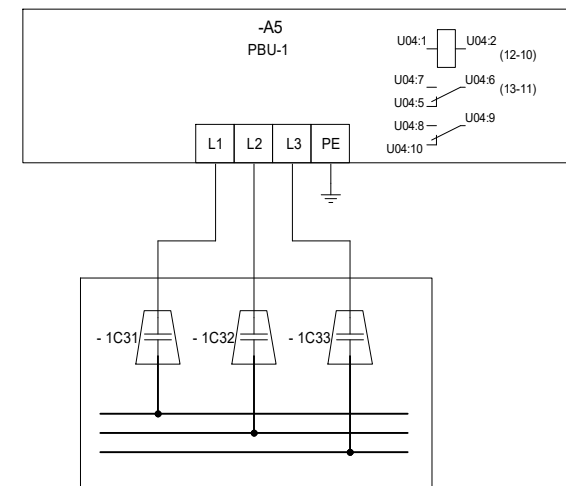 -A5
PBU-1
U04:1 U04:2 (12-10)
U04:7 U04:6 (13-11)
U04:5
U04:8 U04:9
U04:10
L1 L2 L3 PE
- 1C31 - 1C32 - 1C33